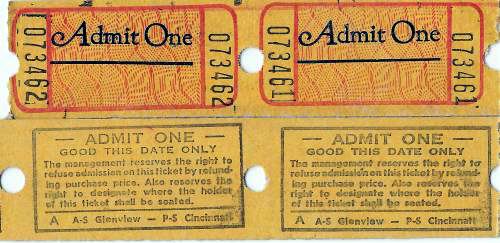 073462 Admit One 073462
073461 Admit One 073461
— ADMIT ONE —
GOOD THIS DATE ONLY
The management reserves the right to
refuse admission on this ticket by refund-
ing purchase price. Also reserves the
right to designate where the holder
of this ticket shall be seated.
A A-S Glenview — P-S Cincinnati
— ADMIT ONE —
GOOD THIS DATE ONLY
The management reserves the right to
refuse admission on this ticket by refund-
ing purchase price. Also reserves the
right to designate where the holder
of this ticket shall be seated.
A A-S Glenview — P-S Cincinnati